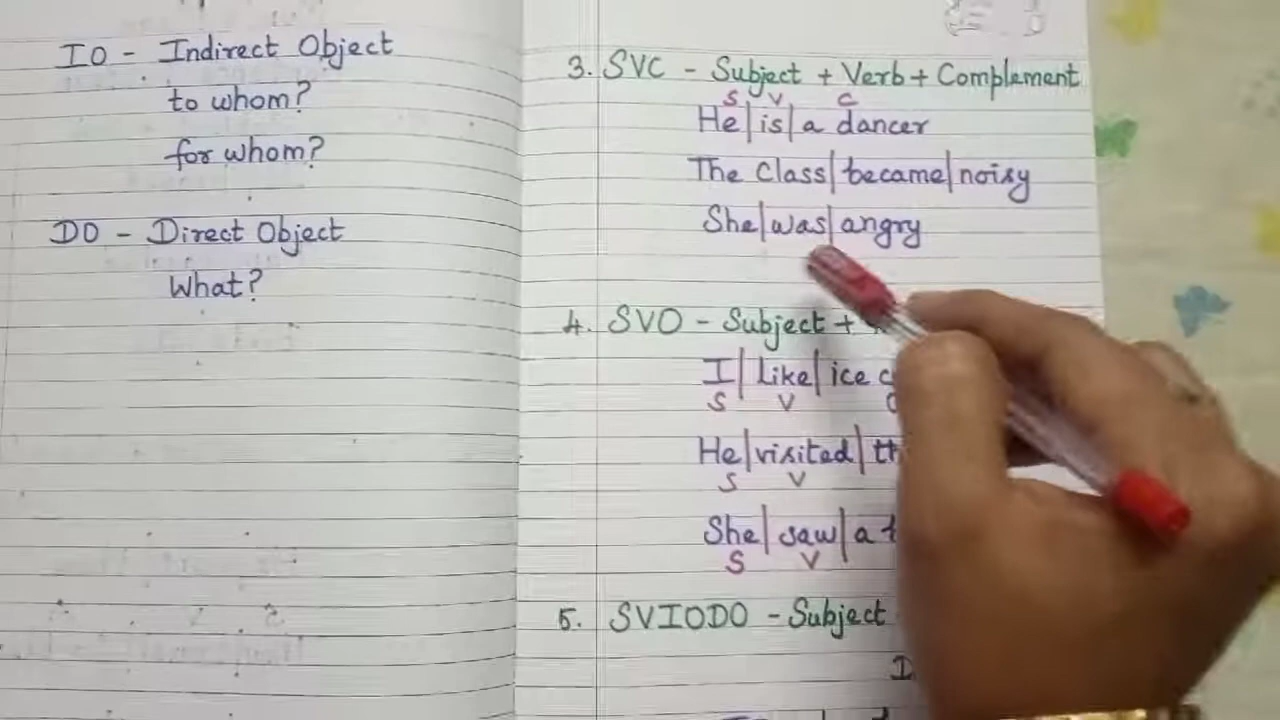 IO - Indirect Object
to whom?
for whom?
DO - Direct Object
What?
3. SVC - Subject + Verb + Complement
S V C
He | is | a dancer
The Class | became | noisy
She | was | angry
4. SVO - Subject +
I | Like | ice
S V
He | visited |
S V
She | saw | a
S V
5. SVIODO - Subject